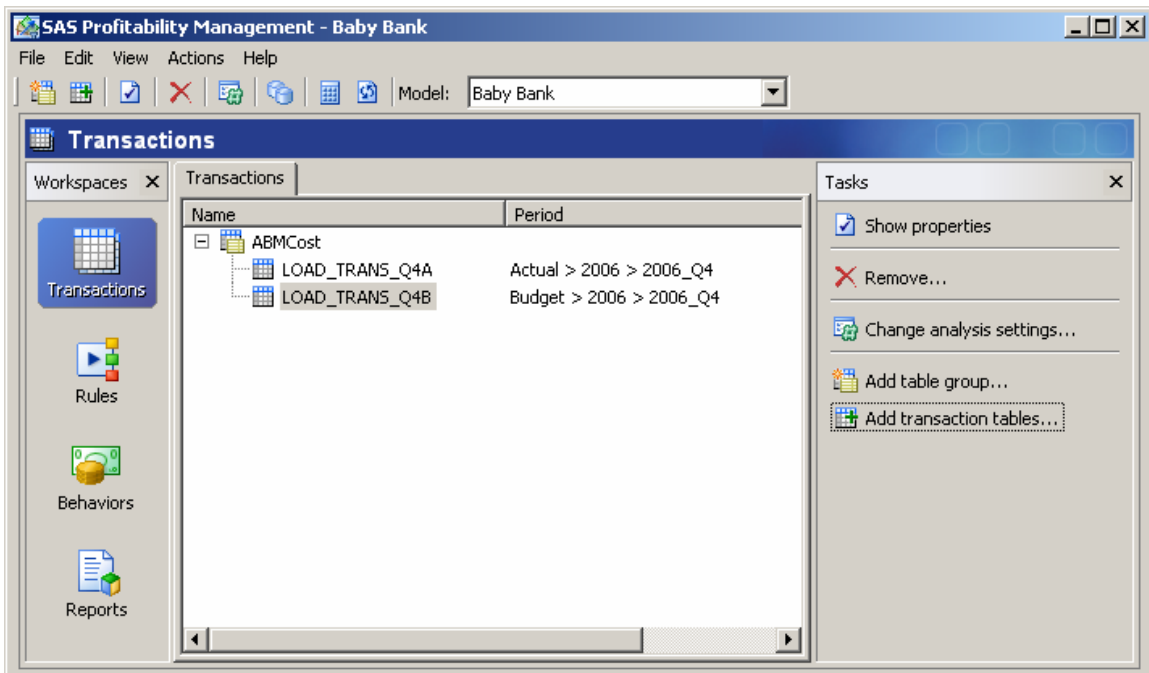 SAS Profitability Management - Baby Bank
File Edit View Actions Help
Model: Baby Bank
Transactions
Workspaces
Transactions
Rules
Behaviors
Reports
Transactions
Name Period
ABMCost
LOAD_TRANS_Q4A Actual > 2006 > 2006_Q4
LOAD_TRANS_Q4B Budget > 2006 > 2006_Q4
Tasks
Show properties
Remove...
Change analysis settings...
Add table group...
Add transaction tables...